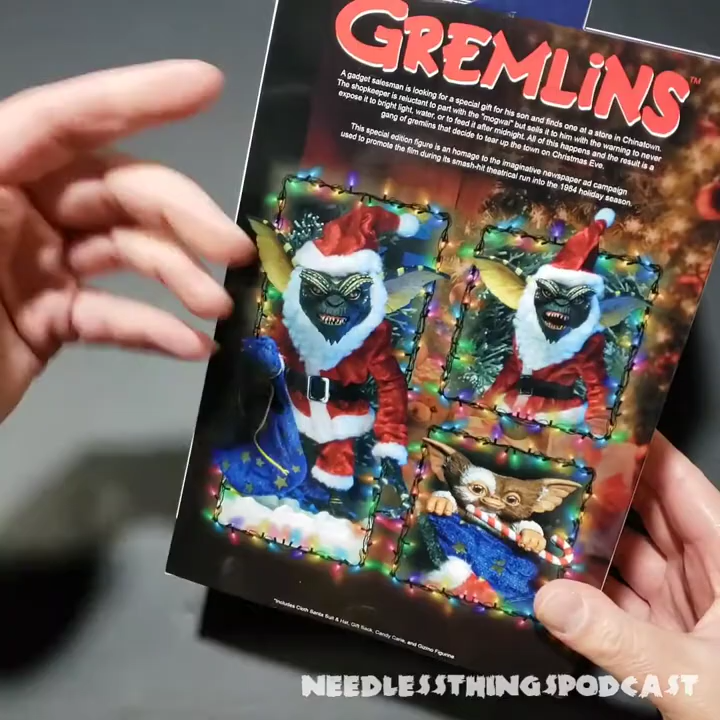 GREMLiNS™
A gadget salesman is looking for a special gift for his son and finds one at a store in Chinatown.
The shopkeeper is reluctant to part with the "mogwai" but sells it to him with the warning to never
expose it to bright light, water, or to feed it after midnight. All of this happens and the result is a
gang of gremlins that decide to tear up the town on Christmas Eve.
This special edition figure is an homage to the imaginative newspaper ad campaign
used to promote the film during its smash-hit theatrical run into the 1984 holiday season.
*Includes Cloth Santa Suit & Hat, Gift Sack, Candy Cane, and Gizmo Figurine
NEEDLESSTHINGSPODCAST